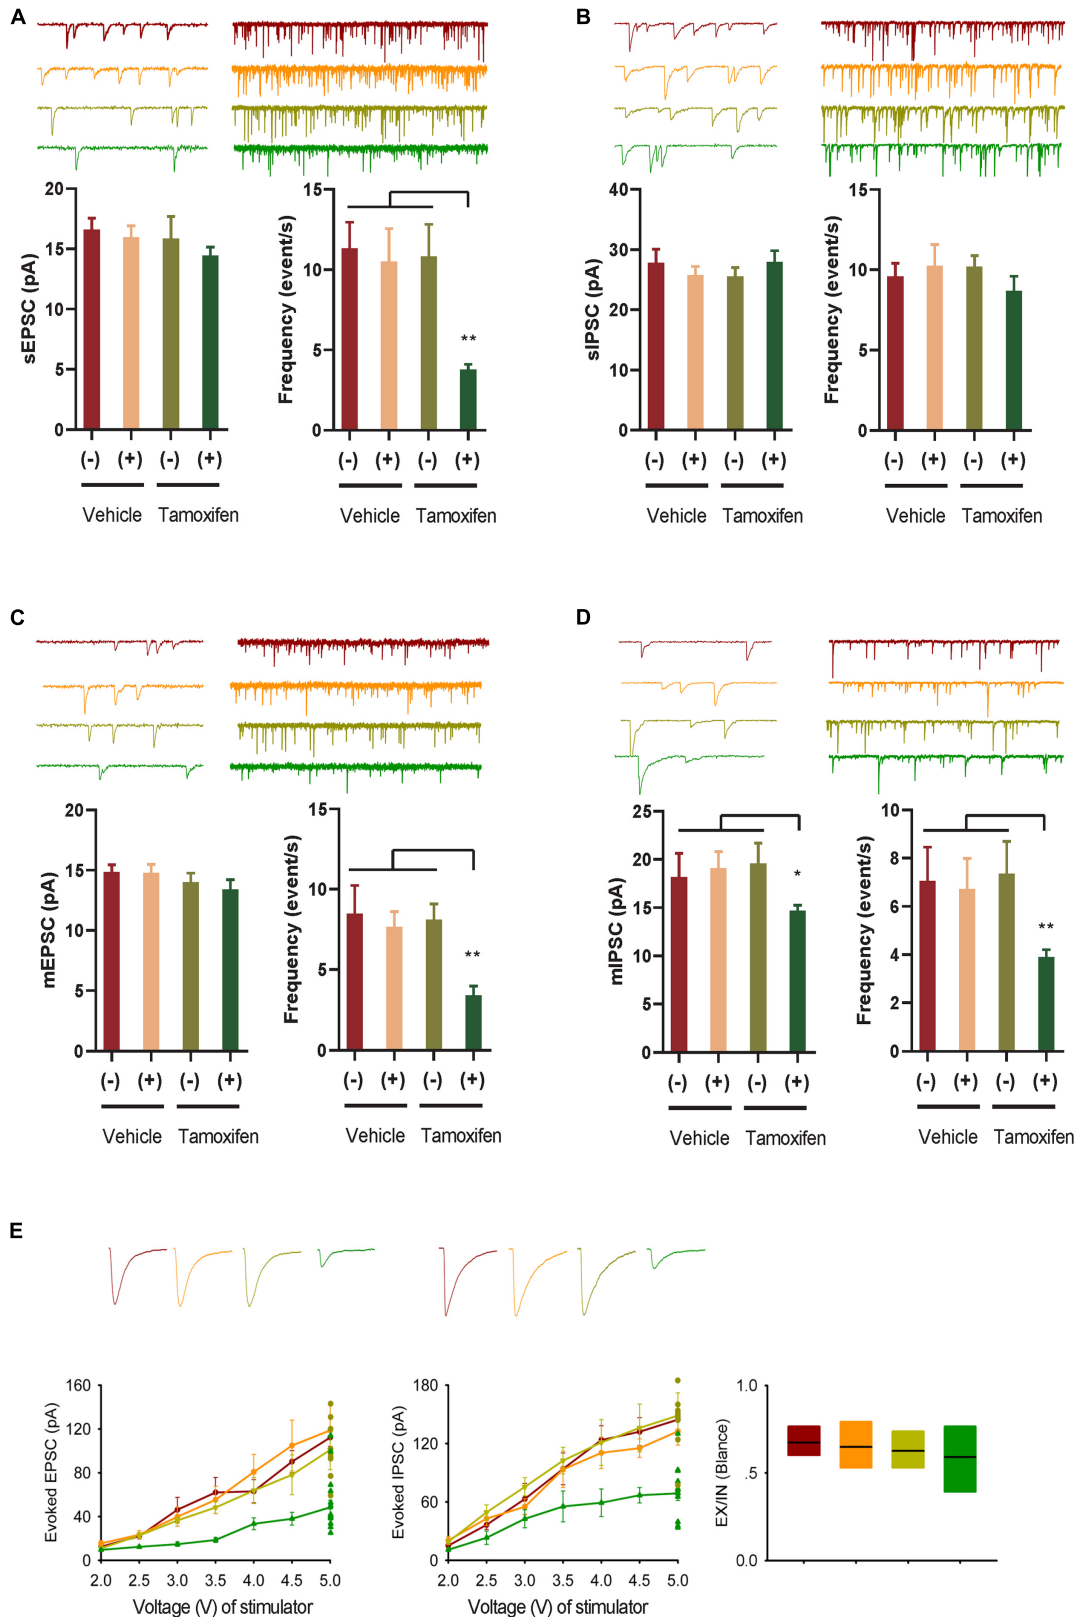 A
B
20
15
10
5
0
sEPSC (pA)
(-) (+) (-) (+)
Vehicle Tamoxifen
15
10
5
0
Frequency (event/s)
**
(-) (+) (-) (+)
Vehicle Tamoxifen
40
30
20
10
0
sIPSC (pA)
(-) (+) (-) (+)
Vehicle Tamoxifen
15
10
5
0
Frequency (event/s)
(-) (+) (-) (+)
Vehicle Tamoxifen
C
D
20
15
10
5
0
mEPSC (pA)
(-) (+) (-) (+)
Vehicle Tamoxifen
15
10
5
0
Frequency (event/s)
**
(-) (+) (-) (+)
Vehicle Tamoxifen
25
20
15
10
5
0
mIPSC (pA)
*
(-) (+) (-) (+)
Vehicle Tamoxifen
10
8
6
4
2
0
Frequency (event/s)
**
(-) (+) (-) (+)
Vehicle Tamoxifen
E
160
120
80
40
0
Evoked EPSC (pA)
2.0 2.5 3.0 3.5 4.0 4.5 5.0
Voltage (V) of stimulator
180
120
60
0
Evoked IPSC (pA)
2.0 2.5 3.0 3.5 4.0 4.5 5.0
Voltage (V) of stimulator
1.0
.5
0.0
EX/IN (Blance)